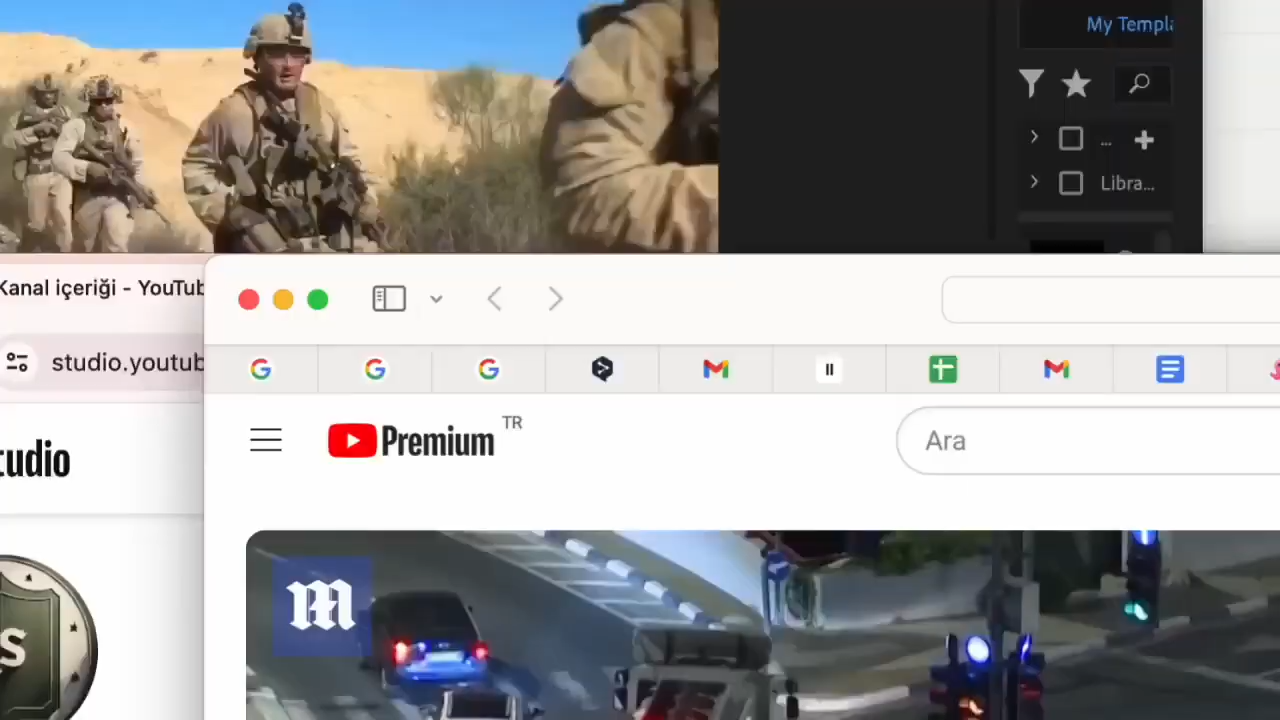 My Templa
...
Libra...
Kanal içeriği - YouTub
studio.youtub
Premium TR
Ara
tudio
M
S